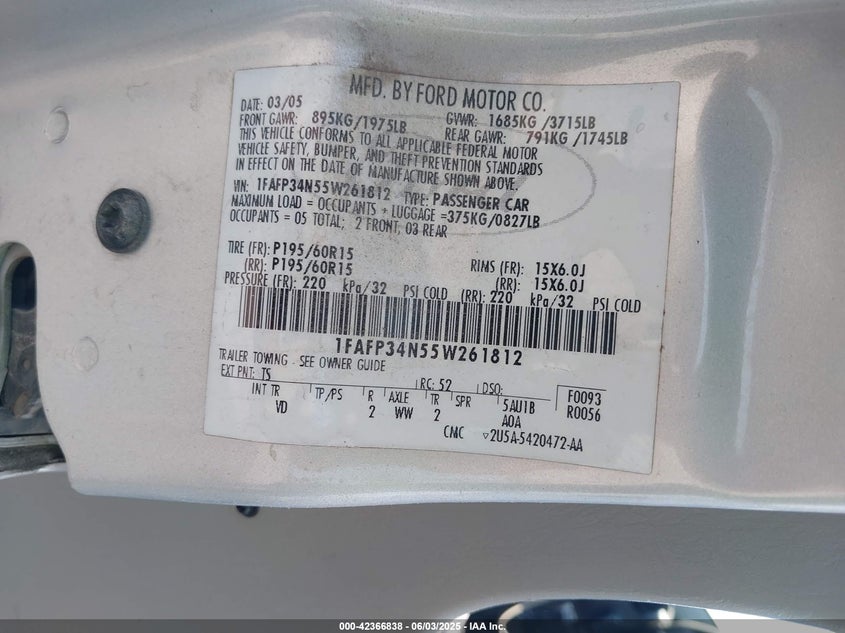 MFD. BY FORD MOTOR CO.
DATE: 03/05
FRONT GAWR: 895KG/1975LB GVWR: 1685KG/3715LB
REAR GAWR: 791KG/1745LB
THIS VEHICLE CONFORMS TO ALL APPLICABLE FEDERAL MOTOR
VEHICLE SAFETY, BUMPER, AND THEFT PREVENTION STANDARDS
IN EFFECT ON THE DATE OF MANUFACTURE SHOWN ABOVE.
VIN: 1FAFP34N55W261812 TYPE: PASSENGER CAR
MAXIMUM LOAD = OCCUPANTS + LUGGAGE =375KG/0827LB
OCCUPANTS = 05 TOTAL; 2 FRONT, 03 REAR
TIRE (FR): P195/60R15 RIMS (FR): 15X6.0J
(RR): P195/60R15 (RR): 15X6.0J
PRESSURE (FR): 220 kPa/32 PSI COLD (RR): 220 kPa/32 PSI COLD
1FAFP34N55W261812
TRAILER TOWING - SEE OWNER GUIDE
EXT PNT: TS RC: 52 DSO: F0093
INT TR TP/PS R AXLE TR SPR 5AU1B R0056
VD 2 WW 2 A0A
CMC ▿2U5A-5420472-AA
000-42366838 - 06/03/2025 - IAA Inc.